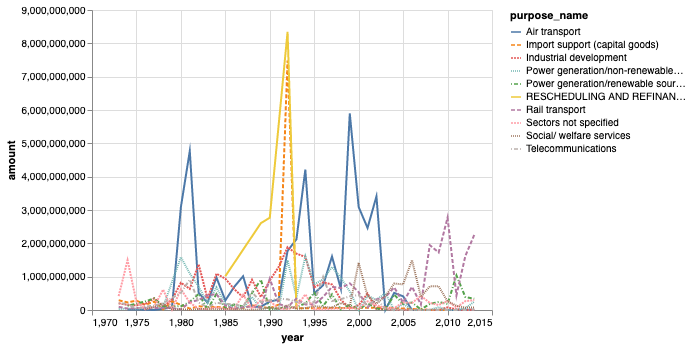 9,000,000,000
8,000,000,000
7,000,000,000
6,000,000,000
5,000,000,000
4,000,000,000
3,000,000,000
2,000,000,000
1,000,000,000
0
amount
1,970 1,975 1,980 1,985 1,990 1,995 2,000 2,005 2,010 2,015
year
purpose_name
Air transport
Import support (capital goods)
Industrial development
Power generation/non-renewable…
Power generation/renewable sour…
RESCHEDULING AND REFINAN…
Rail transport
Sectors not specified
Social/ welfare services
Telecommunications